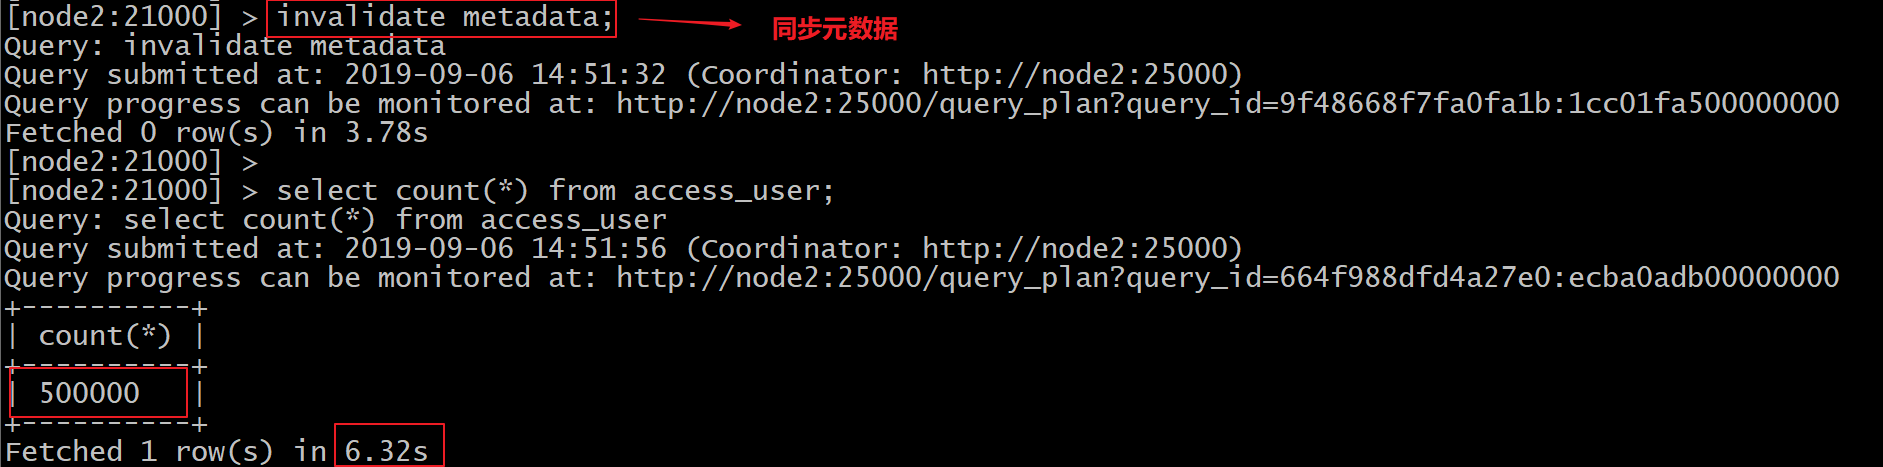 [node2:21000] > invalidate metadata; 同步元数据
Query: invalidate metadata
Query submitted at: 2019-09-06 14:51:32 (Coordinator: http://node2:25000)
Query progress can be monitored at: http://node2:25000/query_plan?query_id=9f48668f7fa0fa1b:1cc01fa500000000
Fetched 0 row(s) in 3.78s
[node2:21000] >
[node2:21000] > select count(*) from access_user;
Query: select count(*) from access_user
Query submitted at: 2019-09-06 14:51:56 (Coordinator: http://node2:25000)
Query progress can be monitored at: http://node2:25000/query_plan?query_id=664f988dfd4a27e0:ecba0adb00000000
+----------+
| count(*) |
+----------+
| 500000   |
+----------+
Fetched 1 row(s) in 6.32s